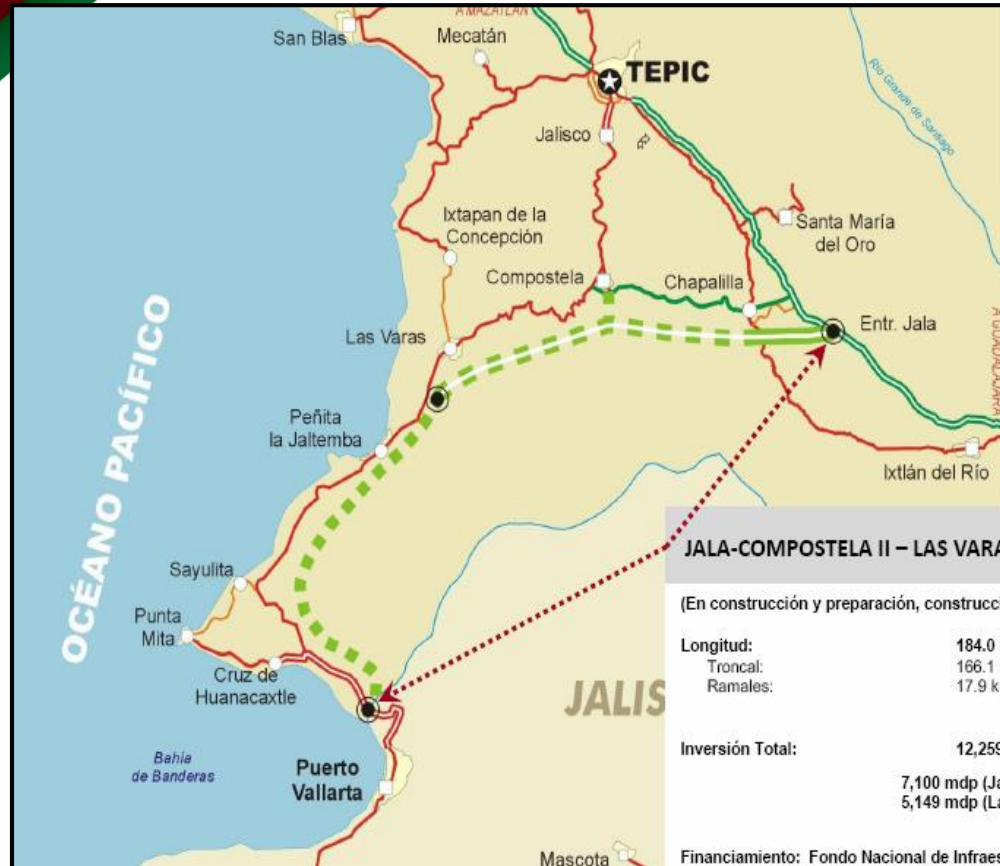 A MAZATLÁN
San Blas
Mecatán
TEPIC
Río Grande de Santiago
Jalisco
Ixtapan de la
Concepción
Santa María
del Oro
Compostela
Chapalilla
Las Varas
Entr. Jala
A GUADALAJARA
OCÉANO PACÍFICO
Peñita
la Jaltemba
Ixtlán del Río
JALA-COMPOSTELA II – LAS VARA
Sayulita
(En construcción y preparación, construcci
Punta
Mita
Longitud: 184.0
Troncal: 166.1
Ramales: 17.9 k
Cruz de
Huanacaxtle
JALIS
Inversión Total: 12,259
Bahía
de Banderas
Puerto
Vallarta
7,100 mdp (Ja
5,149 mdp (La
Mascota
Financiamiento: Fondo Nacional de Infraes